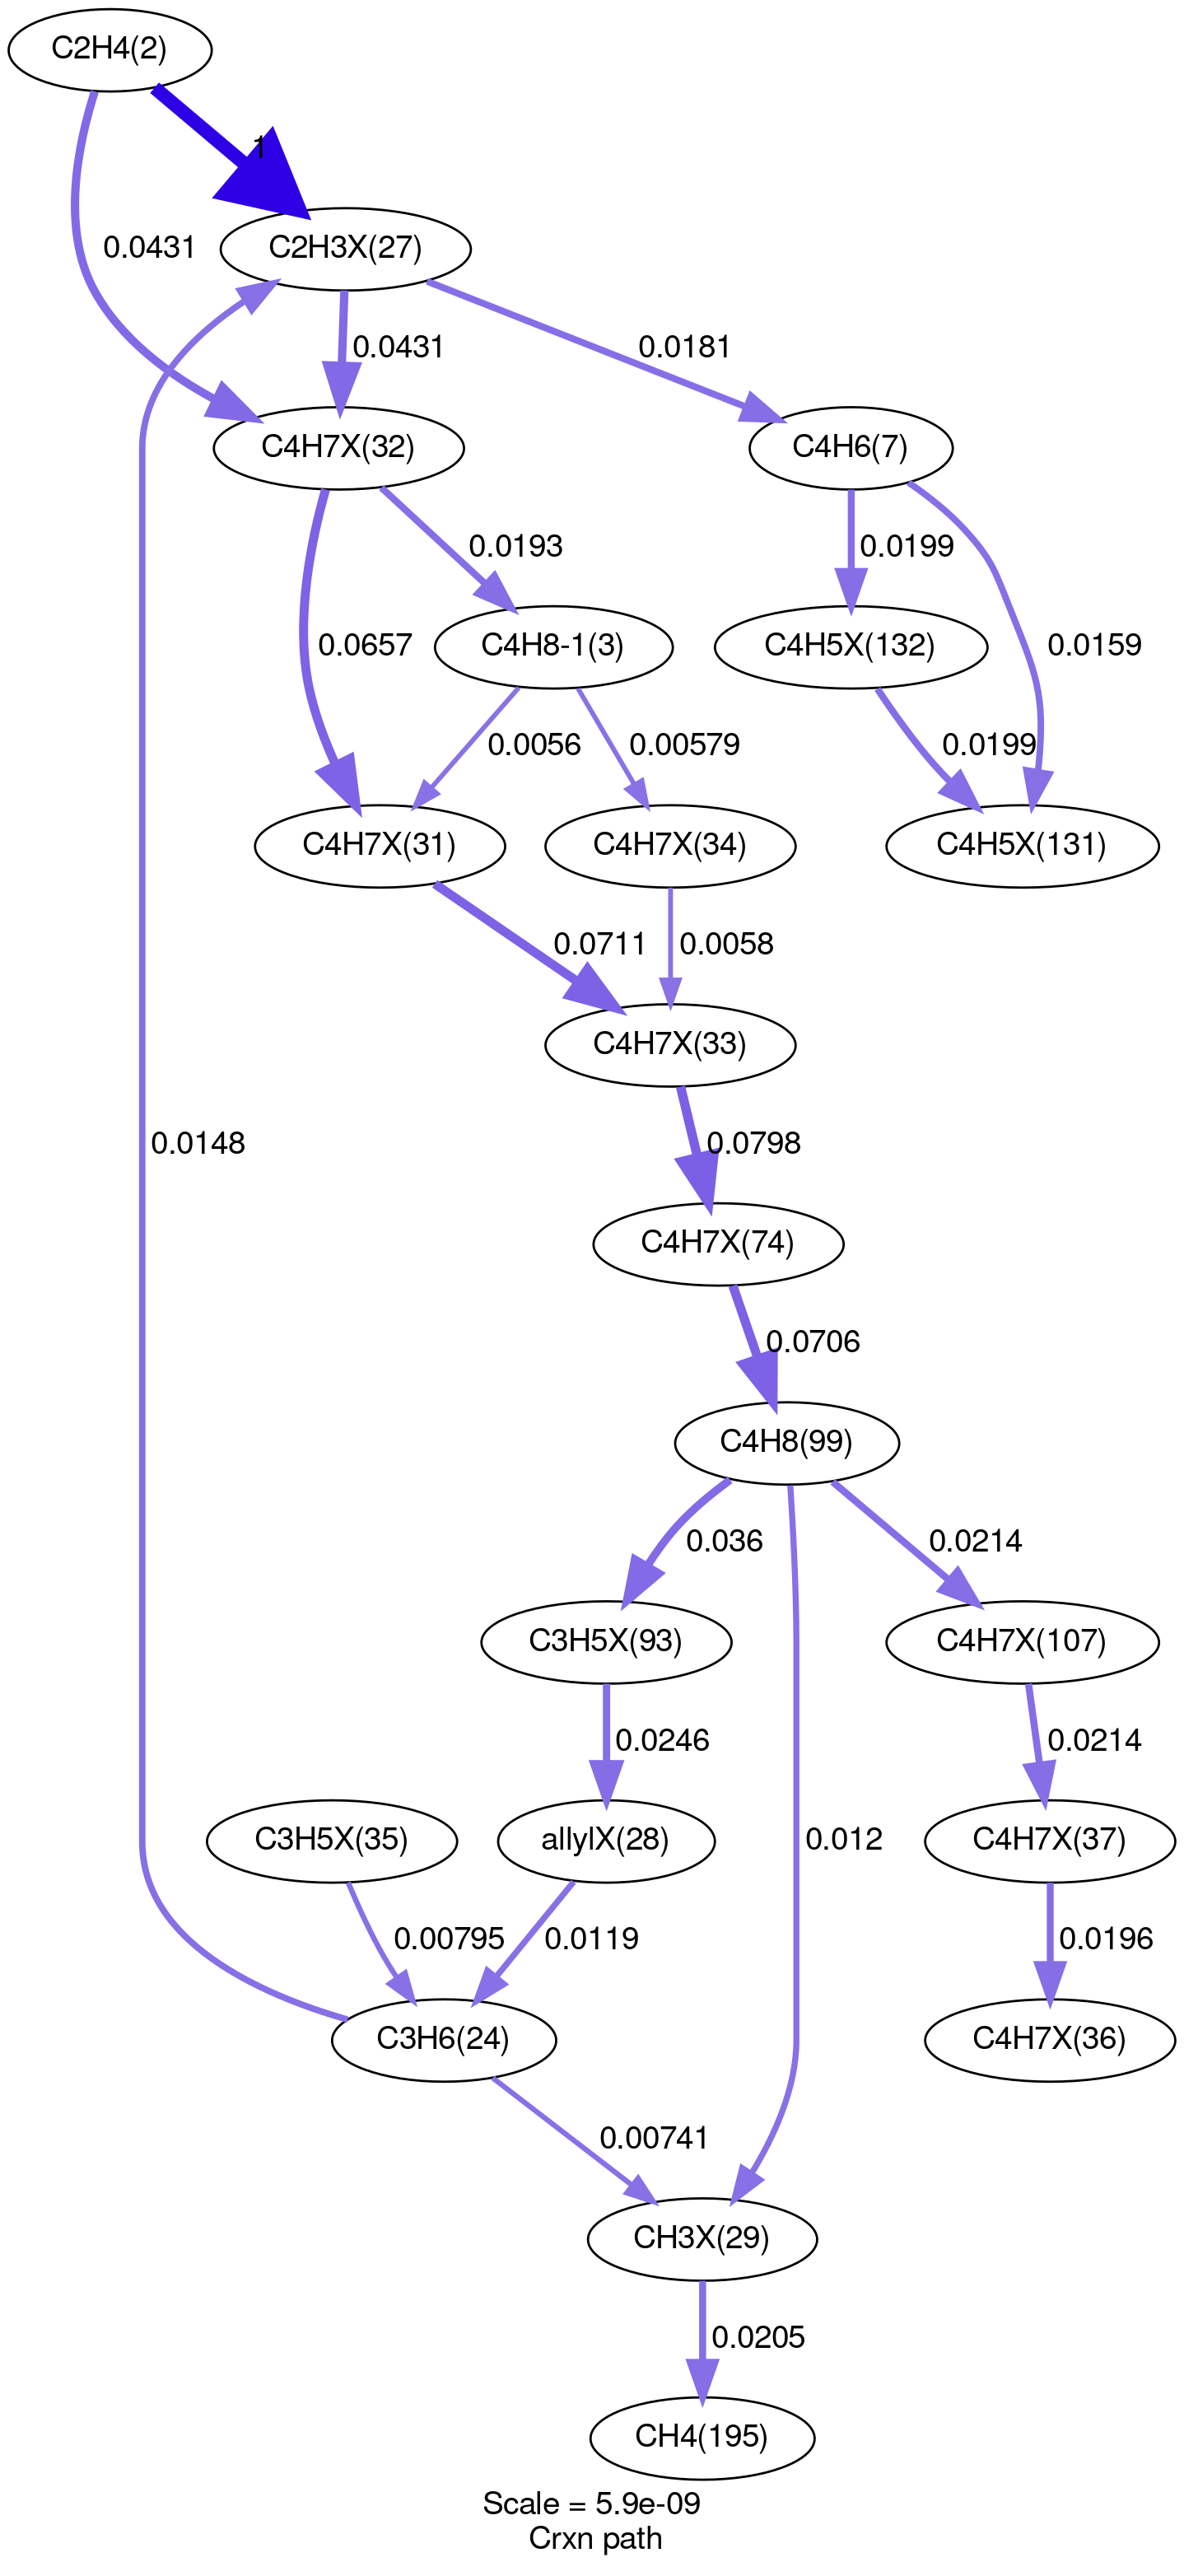 C2H4(2)
1
0.0431
C2H3X(27)
0.0431
0.0181
C4H7X(32)
C4H6(7)
0.0193
0.0199
0.0657
C4H8-1(3)
C4H5X(132)
0.0159
0.0056
0.00579
0.0199
C4H7X(31)
C4H7X(34)
C4H5X(131)
0.0711
0.0058
C4H7X(33)
0.0148
0.0798
C4H7X(74)
0.0706
C4H8(99)
0.036
0.0214
C3H5X(93)
C4H7X(107)
0.0246
0.0214
C3H5X(35)
allylX(28)
0.012
C4H7X(37)
0.00795
0.0119
0.0196
C3H6(24)
C4H7X(36)
0.00741
CH3X(29)
0.0205
CH4(195)
Scale = 5.9e-09
Crxn path